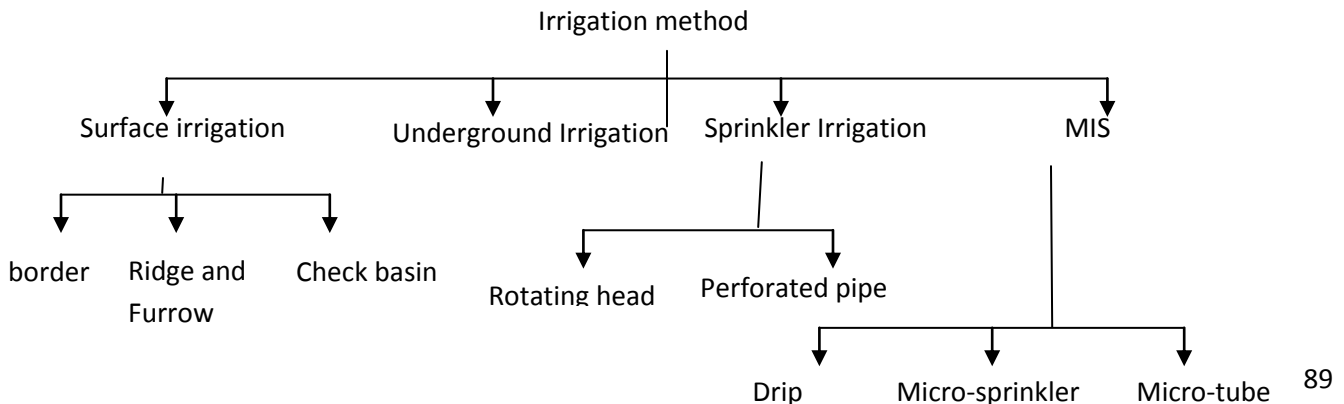 Irrigation method
Surface irrigation
Underground Irrigation
Sprinkler Irrigation
MIS
border
Ridge and
Furrow
Check basin
Rotating head
Perforated pipe
Drip
Micro-sprinkler
Micro-tube
89